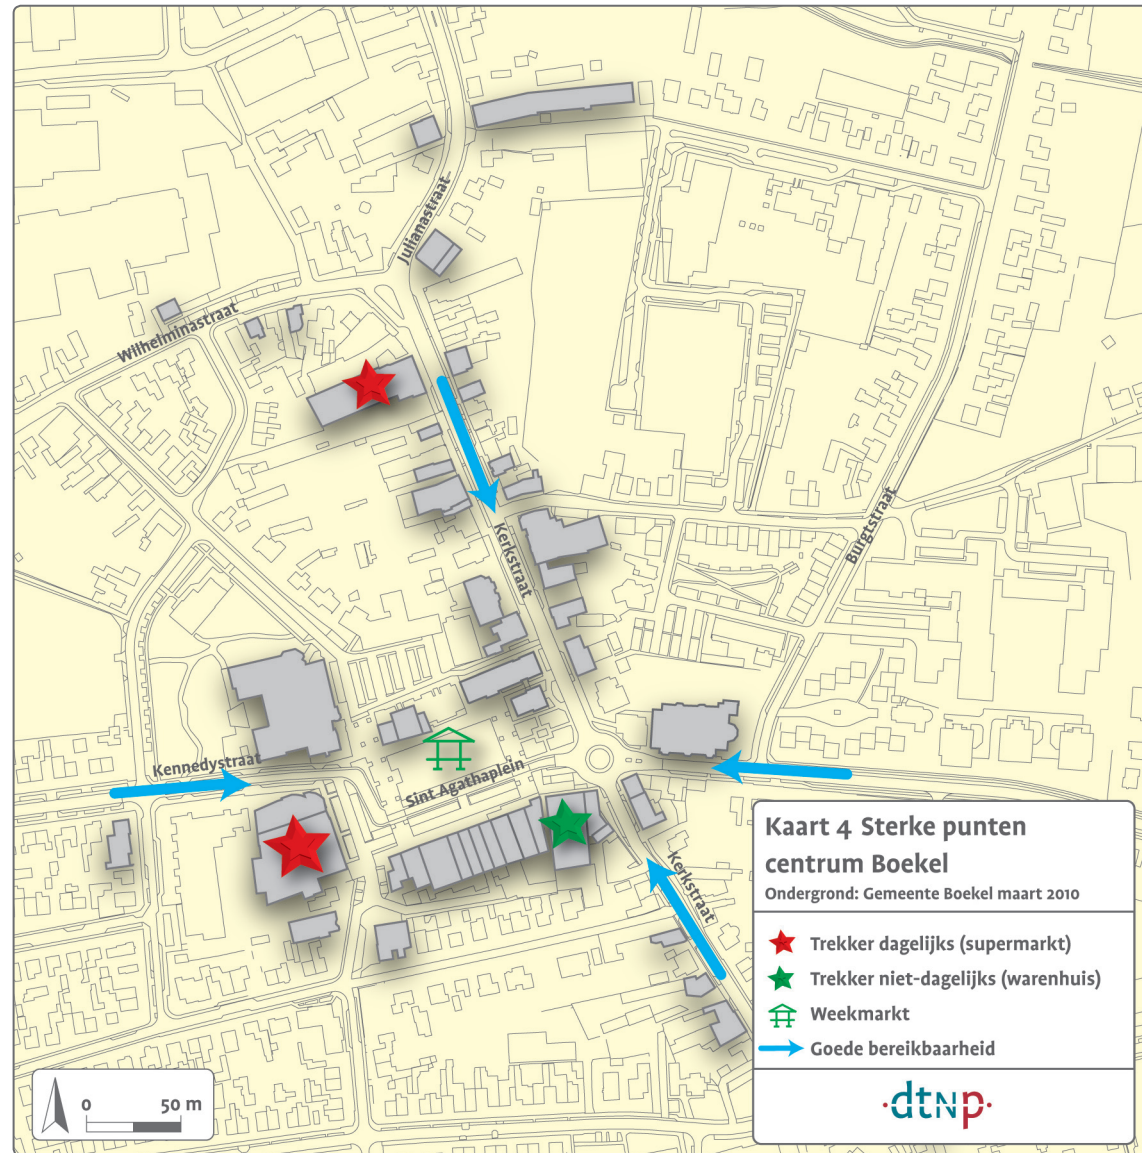 Julianastraat
Wilhelminastraat
Kerkstraat
Burgtstraat
Kennedystraat
Sint Agathaplein
Kerkstraat
Kaart 4 Sterke punten
centrum Boekel
Ondergrond: Gemeente Boekel maart 2010
Trekker dagelijks (supermarkt)
Trekker niet-dagelijks (warenhuis)
Weekmarkt
Goede bereikbaarheid
·dtNp·
0 50 m